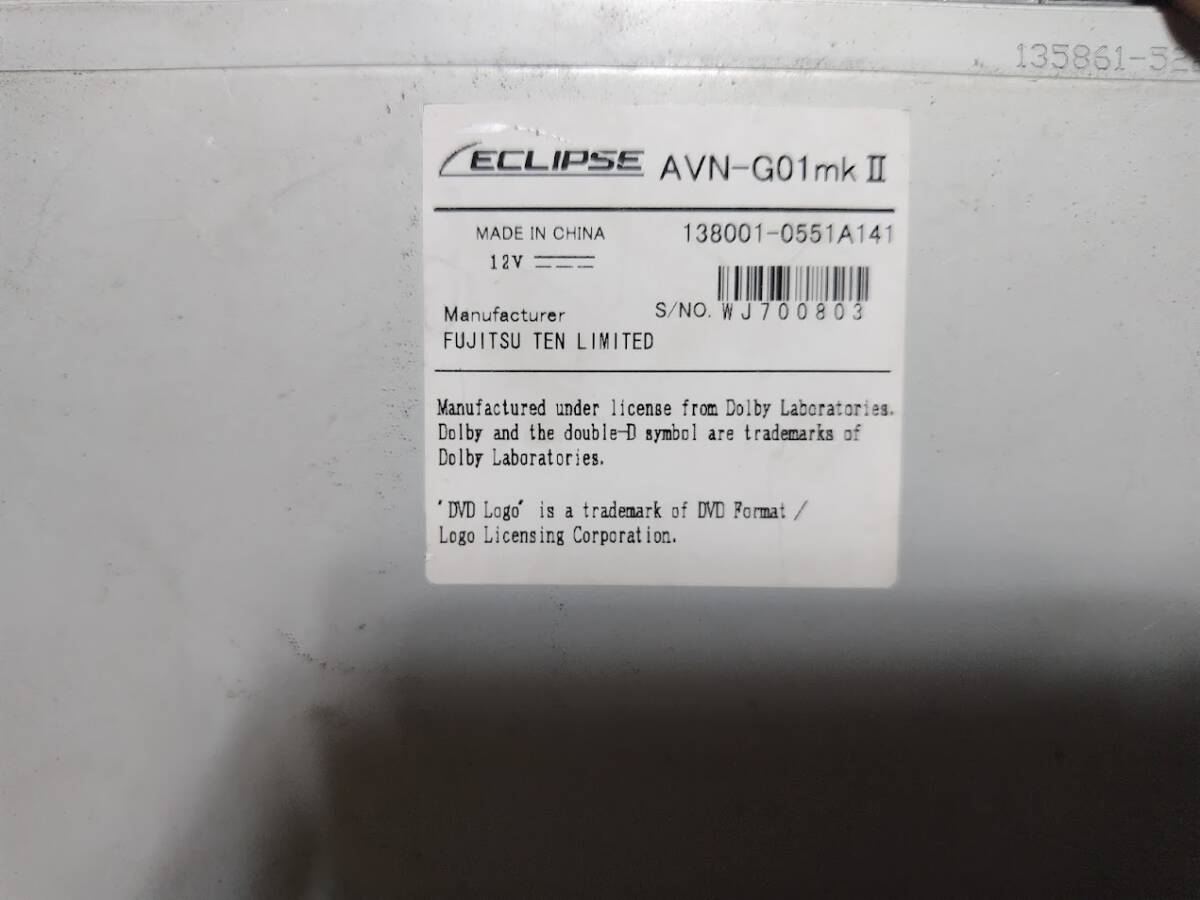 135861-52
ECLIPSE AVN-G01mkⅡ
MADE IN CHINA 138001-0551A141
12V
Manufacturer S/NO. WJ700803
FUJITSU TEN LIMITED
Manufactured under license from Dolby Laboratories.
Dolby and the double-D symbol are trademarks of
Dolby Laboratories.
'DVD Logo' is a trademark of DVD Format /
Logo Licensing Corporation.